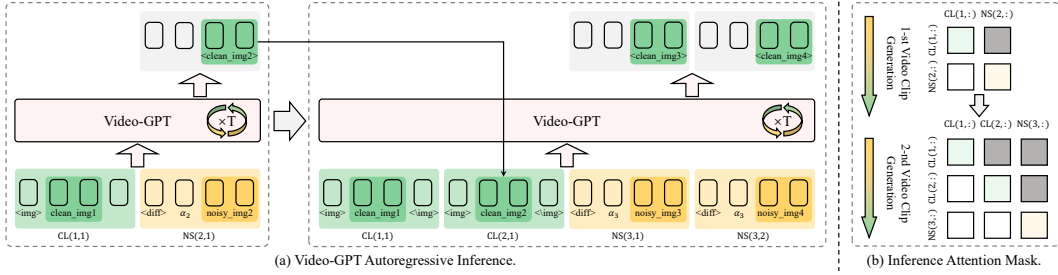 <clean_img2>
Video-GPT
×T
<img>
clean_img1
<diff>
α₂
noisy_img2
CL(1,1)
NS(2,1)
<clean_img3>
<clean_img4>
Video-GPT
×T
<img>
clean_img1
<\img>
<img>
clean_img2
<\img>
<diff>
α₃
noisy_img3
<diff>
α₃
noisy_img4
CL(1,1)
CL(2,1)
NS(3,1)
NS(3,2)
(a) Video-GPT Autoregressive Inference.
1-st Video Clip
Generation
CL(1,:)
NS(2,:)
CL(1,:)
NS(2,:)
2-nd Video Clip
Generation
CL(1,:)
CL(2,:)
NS(3,:)
CL(1,:)
CL(2,:)
NS(3,:)
(b) Inference Attention Mask.